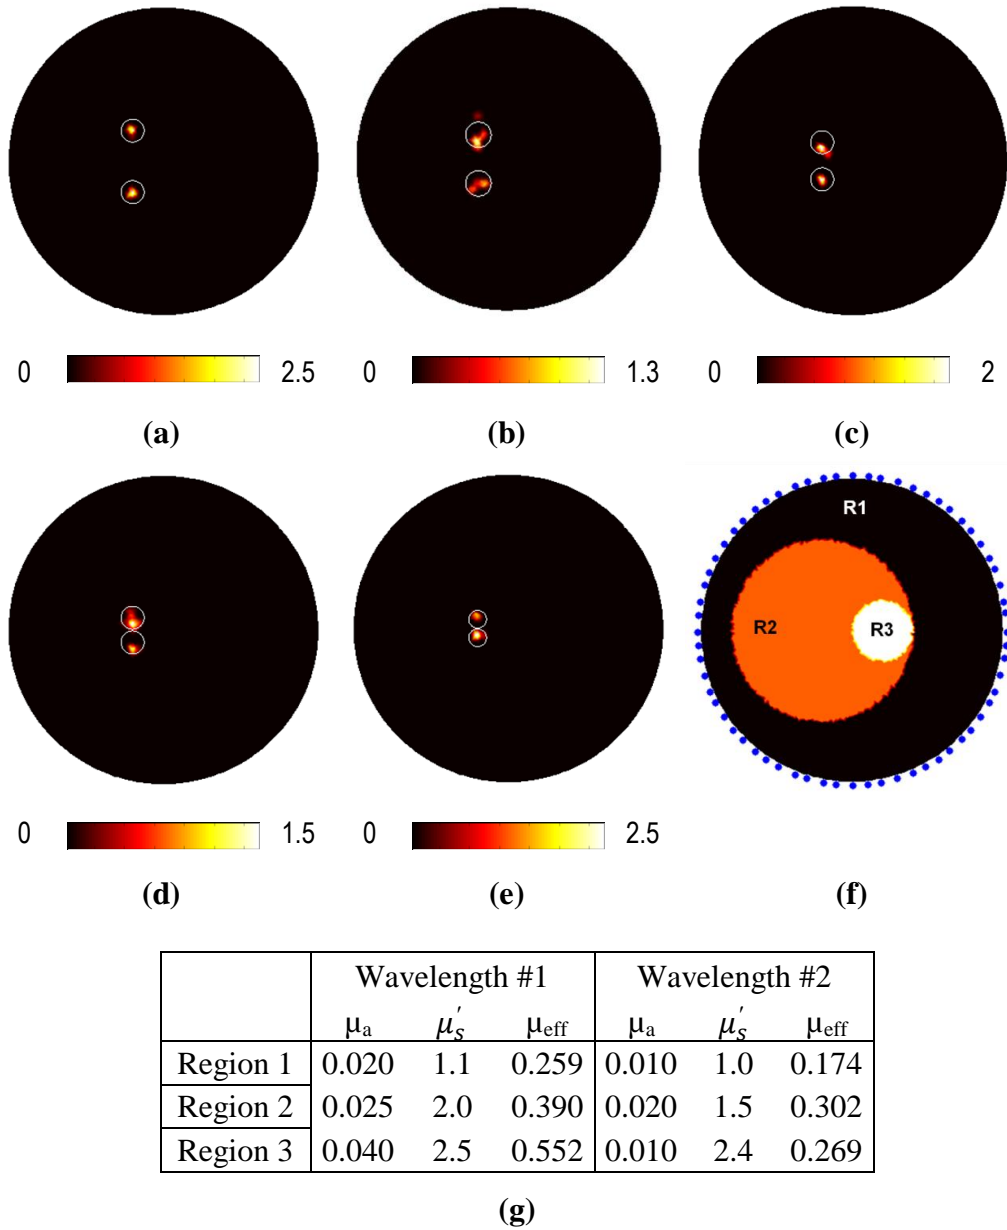 0 2.5 0 1.3 0 2
(a) (b) (c)
R1
R2 R3
0 1.5 0 2.5
(d) (e) (f)
Wavelength #1 Wavelength #2
μa μs′ μeff μa μs′ μeff
Region 1 0.020 1.1 0.259 0.010 1.0 0.174
Region 2 0.025 2.0 0.390 0.020 1.5 0.302
Region 3 0.040 2.5 0.552 0.010 2.4 0.269
(g)